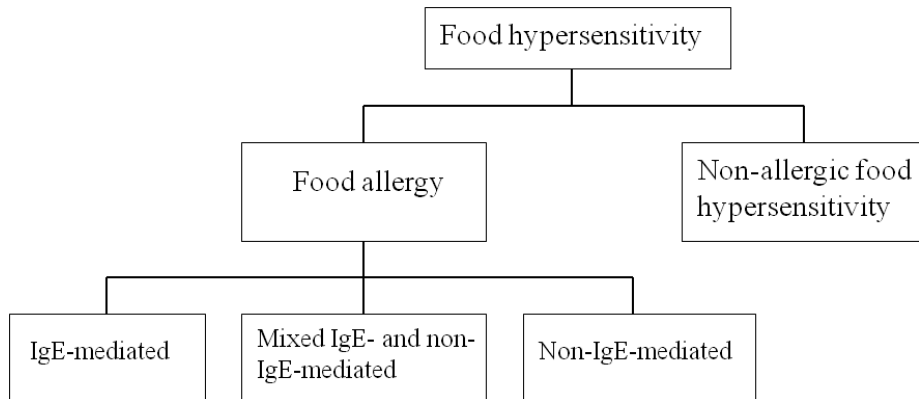 Food hypersensitivity
Food allergy
Non-allergic food
hypersensitivity
IgE-mediated
Mixed IgE- and non-
IgE-mediated
Non-IgE-mediated